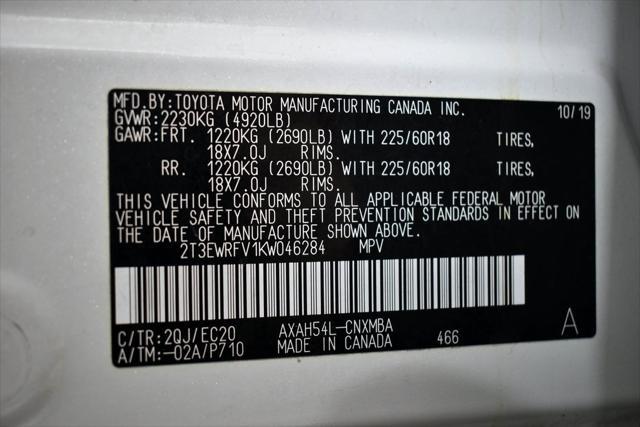 MFD.BY:TOYOTA MOTOR MANUFACTURING CANADA INC. 10/19
GVWR:2230KG (4920LB)
GAWR:FRT. 1220KG (2690LB) WITH 225/60R18 TIRES,
18X7.0J RIMS.
RR. 1220KG (2690LB) WITH 225/60R18 TIRES,
18X7.0J RIMS.
THIS VEHICLE CONFORMS TO ALL APPLICABLE FEDERAL MOTOR
VEHICLE SAFETY AND THEFT PREVENTION STANDARDS IN EFFECT ON
THE DATE OF MANUFACTURE SHOWN ABOVE.
2T3EWRFV1KW046284 MPV
C/TR:2QJ/EC20 AXAH54L-CNXMBA A
A/TM:-02A/P710 MADE IN CANADA 466